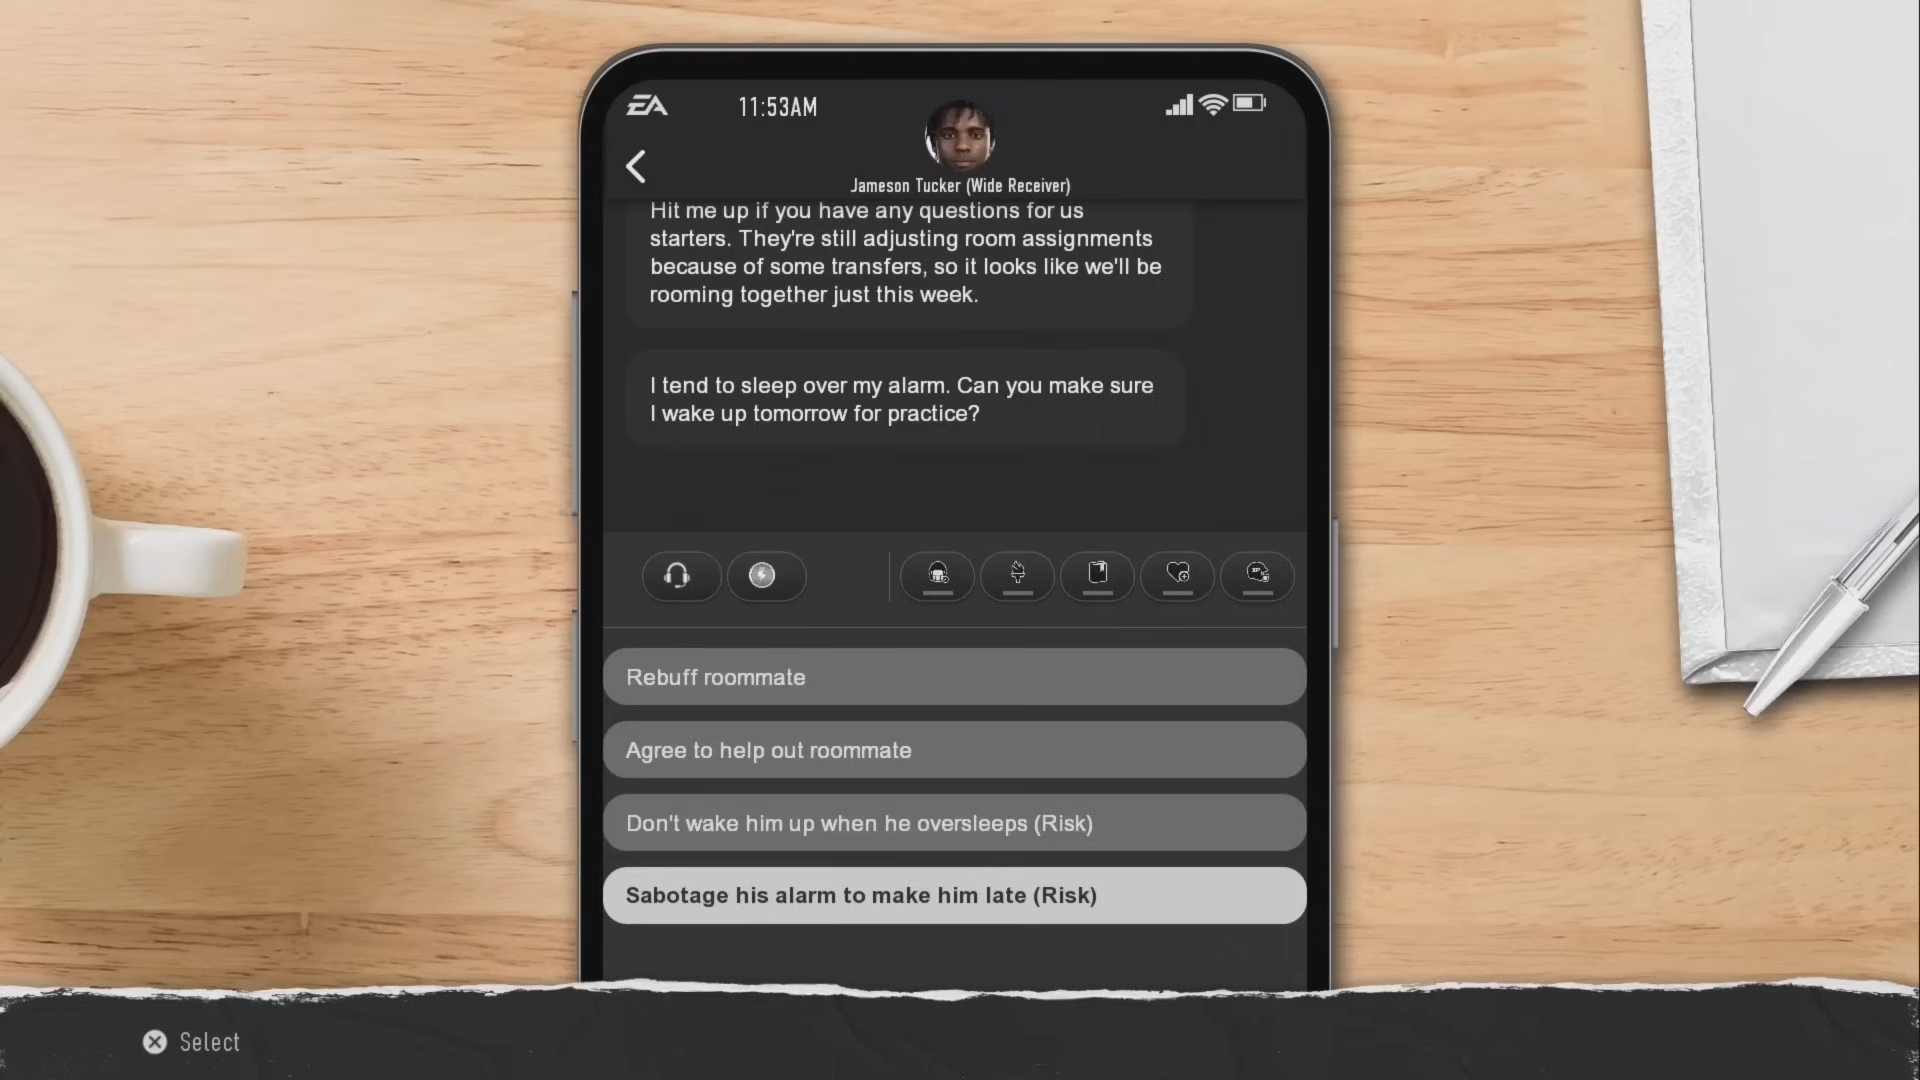 EA
11:53AM
Jameson Tucker (Wide Receiver)
Hit me up if you have any questions for us
starters. They're still adjusting room assignments
because of some transfers, so it looks like we'll be
rooming together just this week.
I tend to sleep over my alarm. Can you make sure
I wake up tomorrow for practice?
XP
Rebuff roommate
Agree to help out roommate
Don't wake him up when he oversleeps (Risk)
Sabotage his alarm to make him late (Risk)
Select